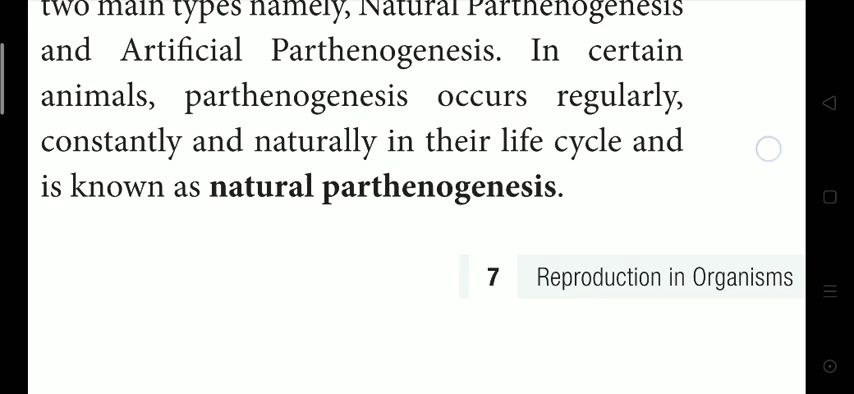 two main types namely, Natural Parthenogenesis
and Artificial Parthenogenesis. In certain
animals, parthenogenesis occurs regularly,
constantly and naturally in their life cycle and
is known as natural parthenogenesis.
7 Reproduction in Organisms